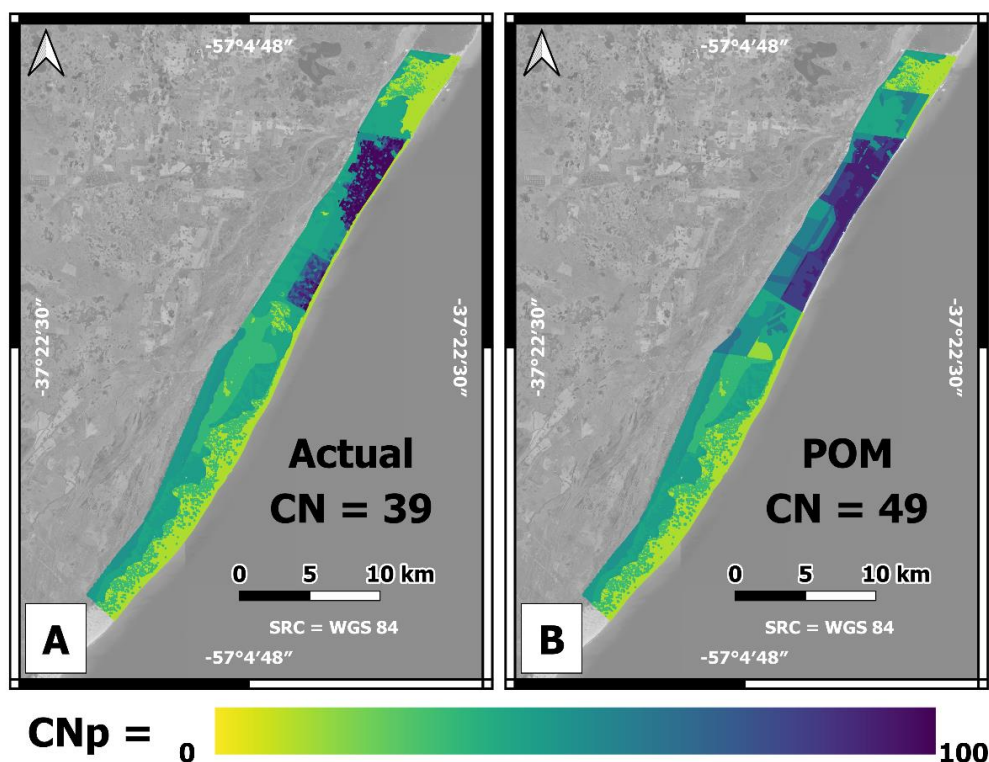 -57°4′48″
-37°22′30″
-37°22′30″
Actual
CN = 39
0 5 10 km
SRC = WGS 84
A
-57°4′48″
-57°4′48″
-37°22′30″
-37°22′30″
POM
CN = 49
0 5 10 km
SRC = WGS 84
B
-57°4′48″
CNp = 0 100